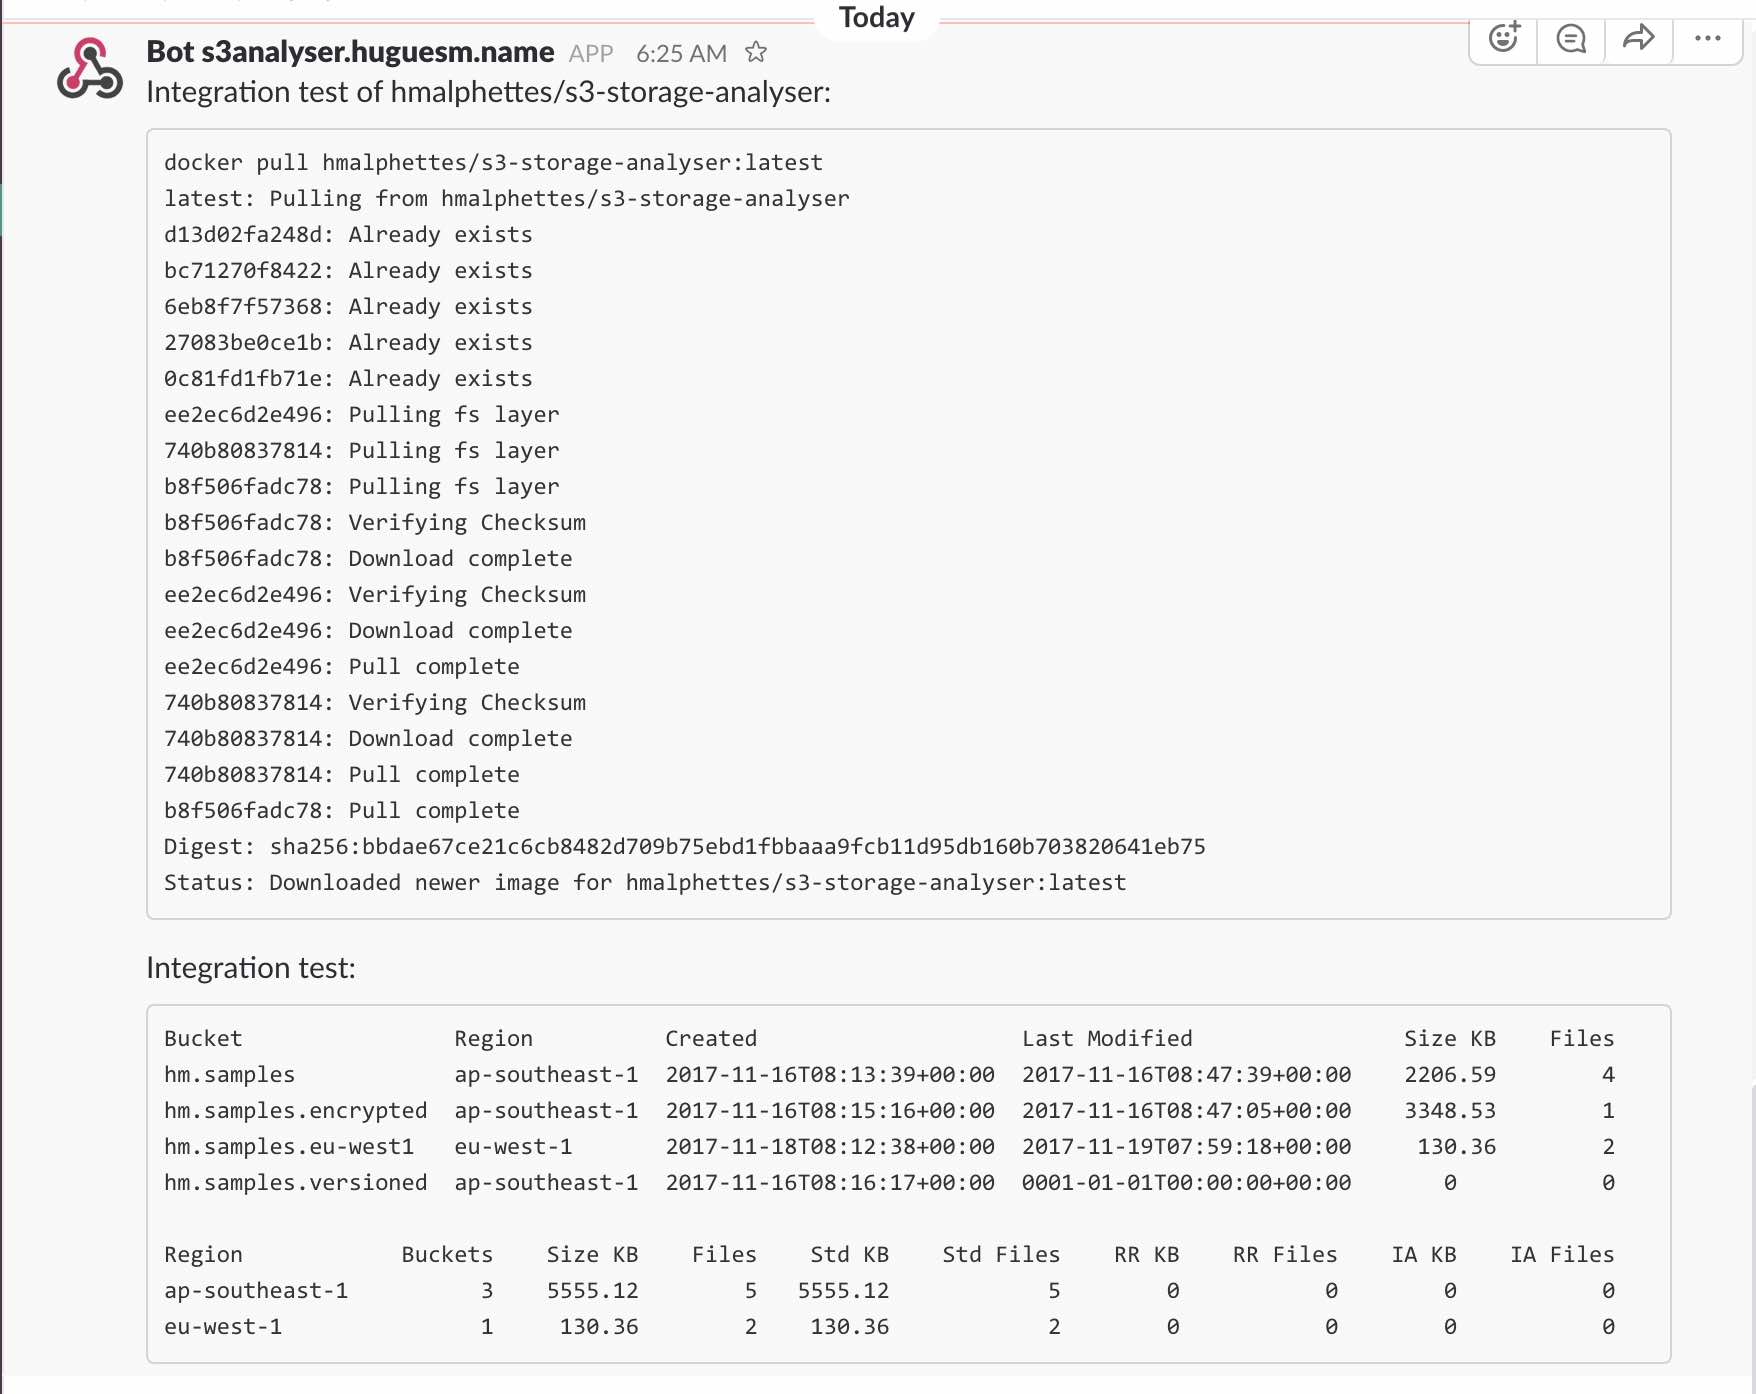 Today
Bot s3analyser.huguesm.name APP 6:25 AM
Integration test of hmalphettes/s3-storage-analyser:
docker pull hmalphettes/s3-storage-analyser:latest
latest: Pulling from hmalphettes/s3-storage-analyser
d13d02fa248d: Already exists
bc71270f8422: Already exists
6eb8f7f57368: Already exists
27083be0ce1b: Already exists
0c81fd1fb71e: Already exists
ee2ec6d2e496: Pulling fs layer
740b80837814: Pulling fs layer
b8f506fadc78: Pulling fs layer
b8f506fadc78: Verifying Checksum
b8f506fadc78: Download complete
ee2ec6d2e496: Verifying Checksum
ee2ec6d2e496: Download complete
ee2ec6d2e496: Pull complete
740b80837814: Verifying Checksum
740b80837814: Download complete
740b80837814: Pull complete
b8f506fadc78: Pull complete
Digest: sha256:bbdae67ce21c6cb8482d709b75ebd1fbbaaa9fcb11d95db160b703820641eb75
Status: Downloaded newer image for hmalphettes/s3-storage-analyser:latest
Integration test:
Bucket Region Created Last Modified Size KB Files
hm.samples ap-southeast-1 2017-11-16T08:13:39+00:00 2017-11-16T08:47:39+00:00 2206.59 4
hm.samples.encrypted ap-southeast-1 2017-11-16T08:15:16+00:00 2017-11-16T08:47:05+00:00 3348.53 1
hm.samples.eu-west1 eu-west-1 2017-11-18T08:12:38+00:00 2017-11-19T07:59:18+00:00 130.36 2
hm.samples.versioned ap-southeast-1 2017-11-16T08:16:17+00:00 0001-01-01T00:00:00+00:00 0 0
Region Buckets Size KB Files Std KB Std Files RR KB RR Files IA KB IA Files
ap-southeast-1 3 5555.12 5 5555.12 5 0 0 0 0
eu-west-1 1 130.36 2 130.36 2 0 0 0 0